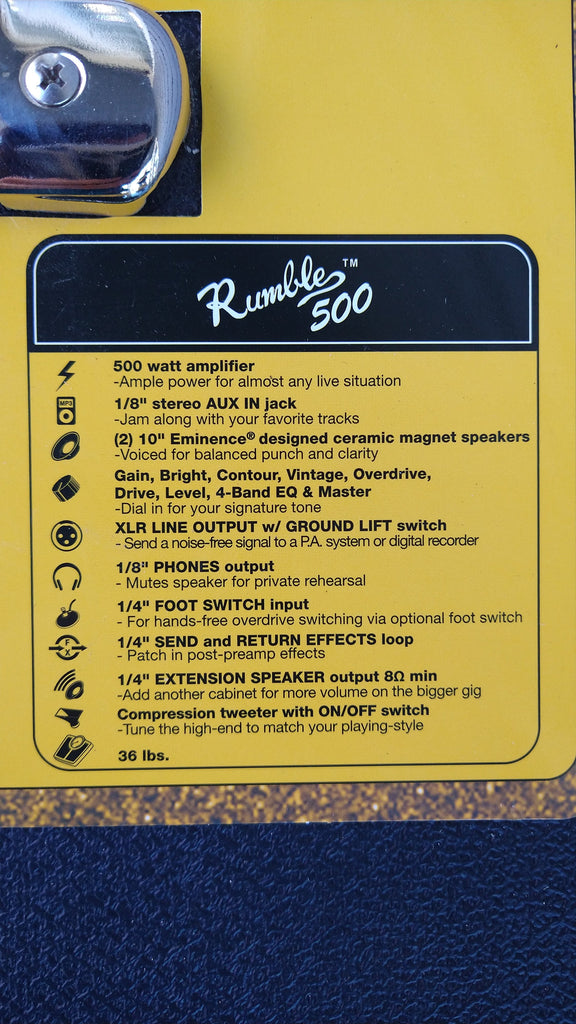 Rumble™
500
500 watt amplifier
-Ample power for almost any live situation
MP3
1/8" stereo AUX IN jack
-Jam along with your favorite tracks
(2) 10" Eminence® designed ceramic magnet speakers
-Voiced for balanced punch and clarity
Gain, Bright, Contour, Vintage, Overdrive,
Drive, Level, 4-Band EQ & Master
-Dial in for your signature tone
XLR LINE OUTPUT w/ GROUND LIFT switch
- Send a noise-free signal to a P.A. system or digital recorder
1/8" PHONES output
- Mutes speaker for private rehearsal
1/4" FOOT SWITCH input
- For hands-free overdrive switching via optional foot switch
F
X
1/4" SEND and RETURN EFFECTS loop
- Patch in post-preamp effects
1/4" EXTENSION SPEAKER output 8Ω min
-Add another cabinet for more volume on the bigger gig
Compression tweeter with ON/OFF switch
-Tune the high-end to match your playing-style
36 lbs.